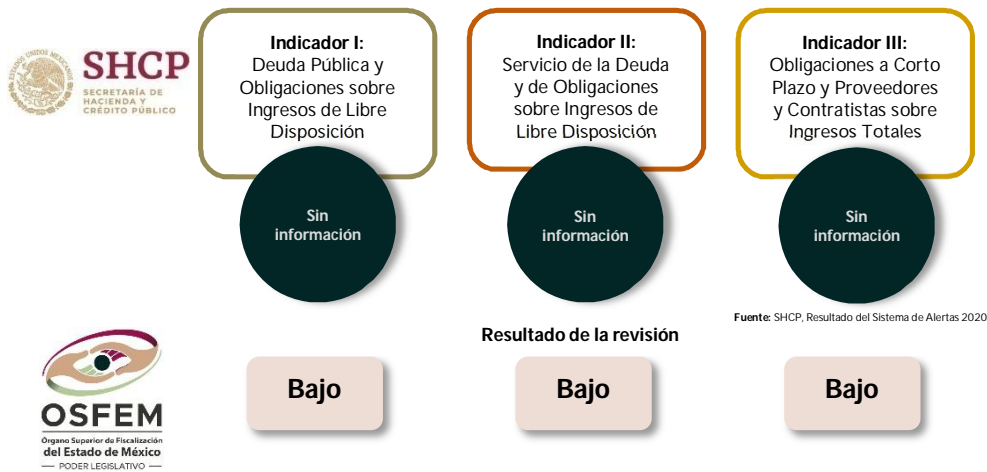 SHCP
SECRETARÍA DE
HACIENDA Y
CRÉDITO PÚBLICO
ESTADOS UNIDOS MEXICANOS
Indicador I:
Deuda Pública y
Obligaciones sobre
Ingresos de Libre
Disposición
Indicador II:
Servicio de la Deuda
y de Obligaciones
sobre Ingresos de
Libre Disposición
Indicador III:
Obligaciones a Corto
Plazo y Proveedores
y Contratistas sobre
Ingresos Totales
Sin
información
Sin
información
Sin
información
Fuente: SHCP, Resultado del Sistema de Alertas 2020
Resultado de la revisión
OSFEM
Órgano Superior de Fiscalización
del Estado de México
— PODER LEGISLATIVO —
Bajo
Bajo
Bajo